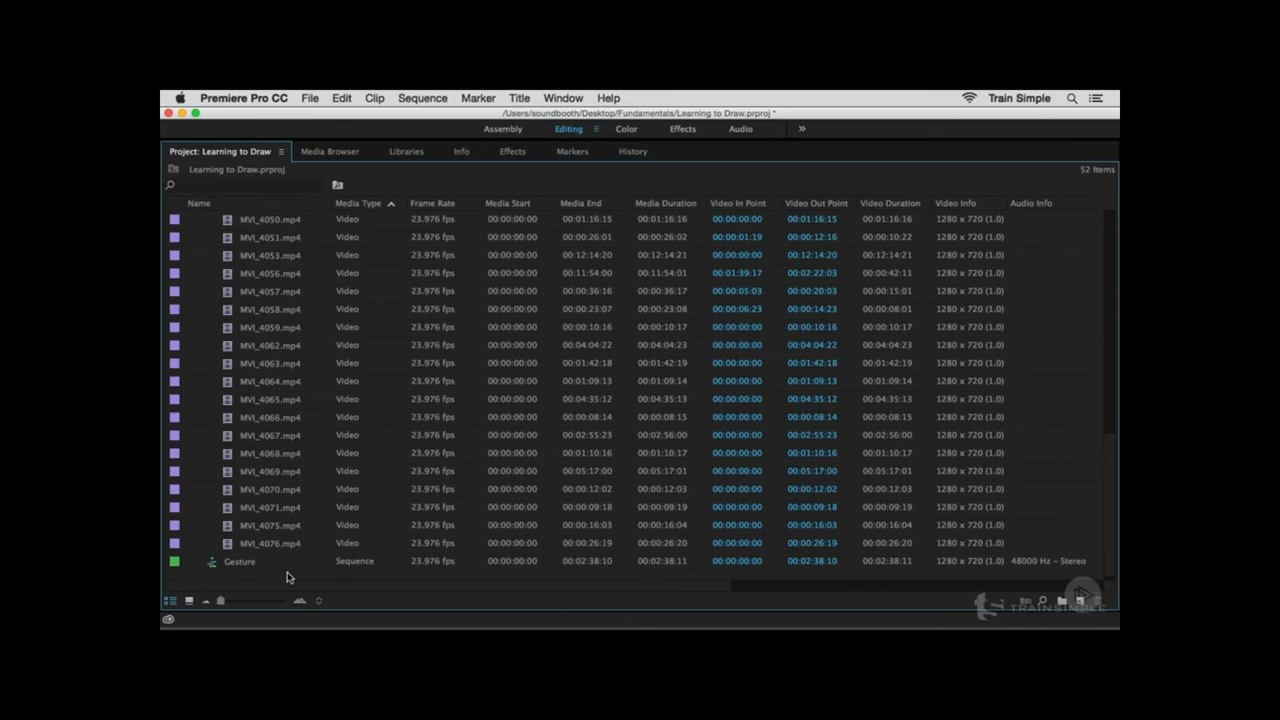 Premiere Pro CC File Edit Clip Sequence Marker Title Window Help Train Simple
/Users/soundbooth/Desktop/Fundamentals/Learning to Draw.prproj *
Assembly Editing Color Effects Audio
Project: Learning to Draw Media Browser Libraries Info Effects Markers History
Learning to Draw.prproj 52 Items
Name Media Type Frame Rate Media Start Media End Media Duration Video In Point Video Out Point Video Duration Video Info Audio Info
MVI_4050.mp4 Video 23.976 fps 00:00:00:00 00:01:16:15 00:01:16:16 00:00:00:00 00:01:16:15 00:01:16:16 1280 x 720 (1.0)
MVI_4051.mp4 Video 23.976 fps 00:00:00:00 00:00:26:01 00:00:26:02 00:00:01:19 00:00:12:16 00:00:10:22 1280 x 720 (1.0)
MVI_4053.mp4 Video 23.976 fps 00:00:00:00 00:12:14:20 00:12:14:21 00:00:00:00 00:12:14:20 00:12:14:21 1280 x 720 (1.0)
MVI_4056.mp4 Video 23.976 fps 00:00:00:00 00:11:54:00 00:11:54:01 00:01:39:17 00:02:22:03 00:00:42:11 1280 x 720 (1.0)
MVI_4057.mp4 Video 23.976 fps 00:00:00:00 00:00:36:16 00:00:36:17 00:00:05:03 00:00:20:03 00:00:15:01 1280 x 720 (1.0)
MVI_4058.mp4 Video 23.976 fps 00:00:00:00 00:00:23:07 00:00:23:08 00:00:06:23 00:00:14:23 00:00:08:01 1280 x 720 (1.0)
MVI_4059.mp4 Video 23.976 fps 00:00:00:00 00:00:10:16 00:00:10:17 00:00:00:00 00:00:10:16 00:00:10:17 1280 x 720 (1.0)
MVI_4062.mp4 Video 23.976 fps 00:00:00:00 00:04:04:22 00:04:04:23 00:00:00:00 00:04:04:22 00:04:04:23 1280 x 720 (1.0)
MVI_4063.mp4 Video 23.976 fps 00:00:00:00 00:01:42:18 00:01:42:19 00:00:00:00 00:01:42:18 00:01:42:19 1280 x 720 (1.0)
MVI_4064.mp4 Video 23.976 fps 00:00:00:00 00:01:09:13 00:01:09:14 00:00:00:00 00:01:09:13 00:01:09:14 1280 x 720 (1.0)
MVI_4065.mp4 Video 23.976 fps 00:00:00:00 00:04:35:12 00:04:35:13 00:00:00:00 00:04:35:12 00:04:35:13 1280 x 720 (1.0)
MVI_4066.mp4 Video 23.976 fps 00:00:00:00 00:00:08:14 00:00:08:15 00:00:00:00 00:00:08:14 00:00:08:15 1280 x 720 (1.0)
MVI_4067.mp4 Video 23.976 fps 00:00:00:00 00:02:55:23 00:02:56:00 00:00:00:00 00:02:55:23 00:02:56:00 1280 x 720 (1.0)
MVI_4068.mp4 Video 23.976 fps 00:00:00:00 00:01:10:16 00:01:10:17 00:00:00:00 00:01:10:16 00:01:10:17 1280 x 720 (1.0)
MVI_4069.mp4 Video 23.976 fps 00:00:00:00 00:05:17:00 00:05:17:01 00:00:00:00 00:05:17:00 00:05:17:01 1280 x 720 (1.0)
MVI_4070.mp4 Video 23.976 fps 00:00:00:00 00:00:12:02 00:00:12:03 00:00:00:00 00:00:12:02 00:00:12:03 1280 x 720 (1.0)
MVI_4071.mp4 Video 23.976 fps 00:00:00:00 00:00:09:18 00:00:09:19 00:00:00:00 00:00:09:18 00:00:09:19 1280 x 720 (1.0)
MVI_4075.mp4 Video 23.976 fps 00:00:00:00 00:00:16:03 00:00:16:04 00:00:00:00 00:00:16:03 00:00:16:04 1280 x 720 (1.0)
MVI_4076.mp4 Video 23.976 fps 00:00:00:00 00:00:26:19 00:00:26:20 00:00:00:00 00:00:26:19 00:00:26:20 1280 x 720 (1.0)
Gesture Sequence 23.976 fps 00:00:00:00 00:02:38:10 00:02:38:11 00:00:00:00 00:02:38:10 00:02:38:11 1280 x 720 (1.0) 48000 Hz – Stereo
ts TRAINSIMPLE